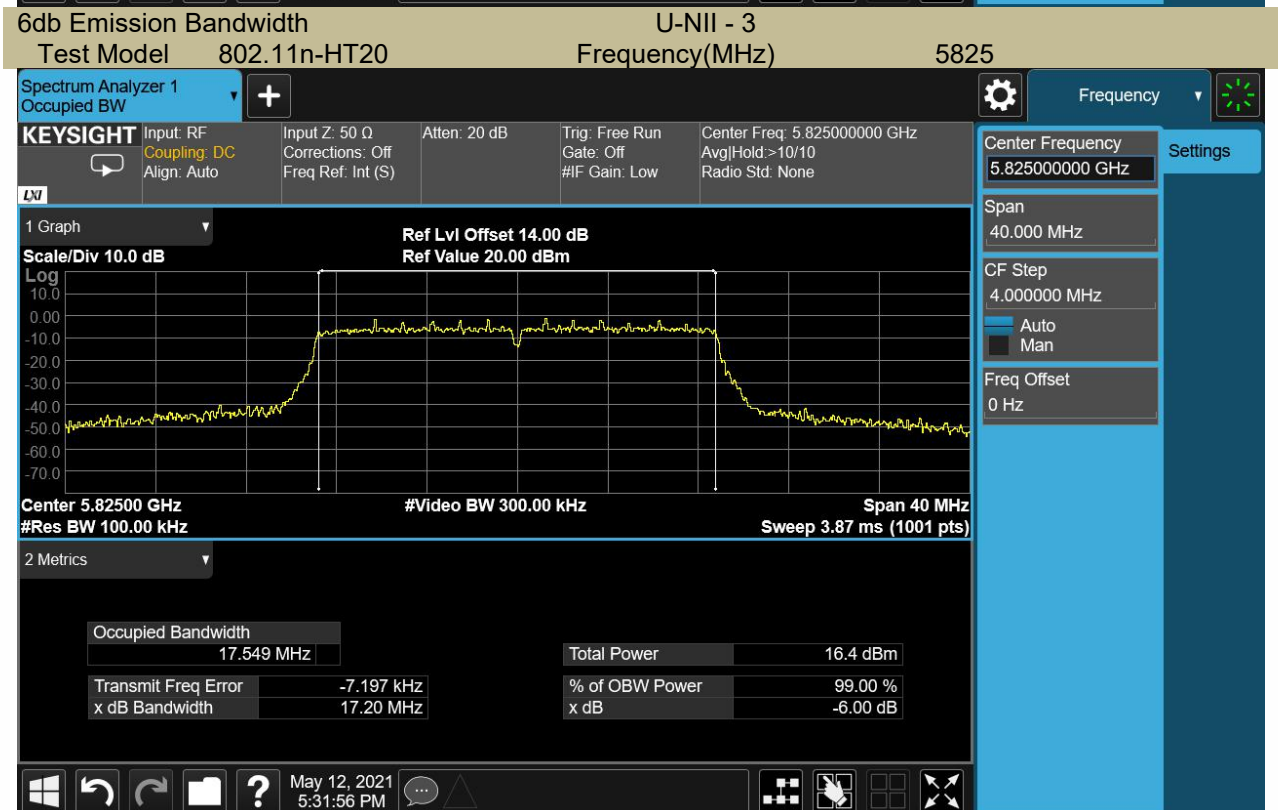 6db Emission Bandwidth U-NII - 3
Test Model 802.11n-HT20 Frequency(MHz) 5825
Spectrum Analyzer 1
Occupied BW
+
Frequency
KEYSIGHT
LXI
Input: RF
Coupling: DC
Align: Auto
Input Z: 50 Ω
Corrections: Off
Freq Ref: Int (S)
Atten: 20 dB
Trig: Free Run
Gate: Off
#IF Gain: Low
Center Freq: 5.825000000 GHz
Avg|Hold:>10/10
Radio Std: None
Center Frequency
5.825000000 GHz
Settings
Span
40.000 MHz
CF Step
4.000000 MHz
Auto
Man
Freq Offset
0 Hz
1 Graph
Ref Lvl Offset 14.00 dB
Scale/Div 10.0 dB Ref Value 20.00 dBm
Log
10.0
0.00
-10.0
-20.0
-30.0
-40.0
-50.0
-60.0
-70.0
Center 5.82500 GHz #Video BW 300.00 kHz Span 40 MHz
#Res BW 100.00 kHz Sweep 3.87 ms (1001 pts)
2 Metrics
Occupied Bandwidth
17.549 MHz
Total Power 16.4 dBm
Transmit Freq Error -7.197 kHz % of OBW Power 99.00 %
x dB Bandwidth 17.20 MHz x dB -6.00 dB
?
May 12, 2021
5:31:56 PM